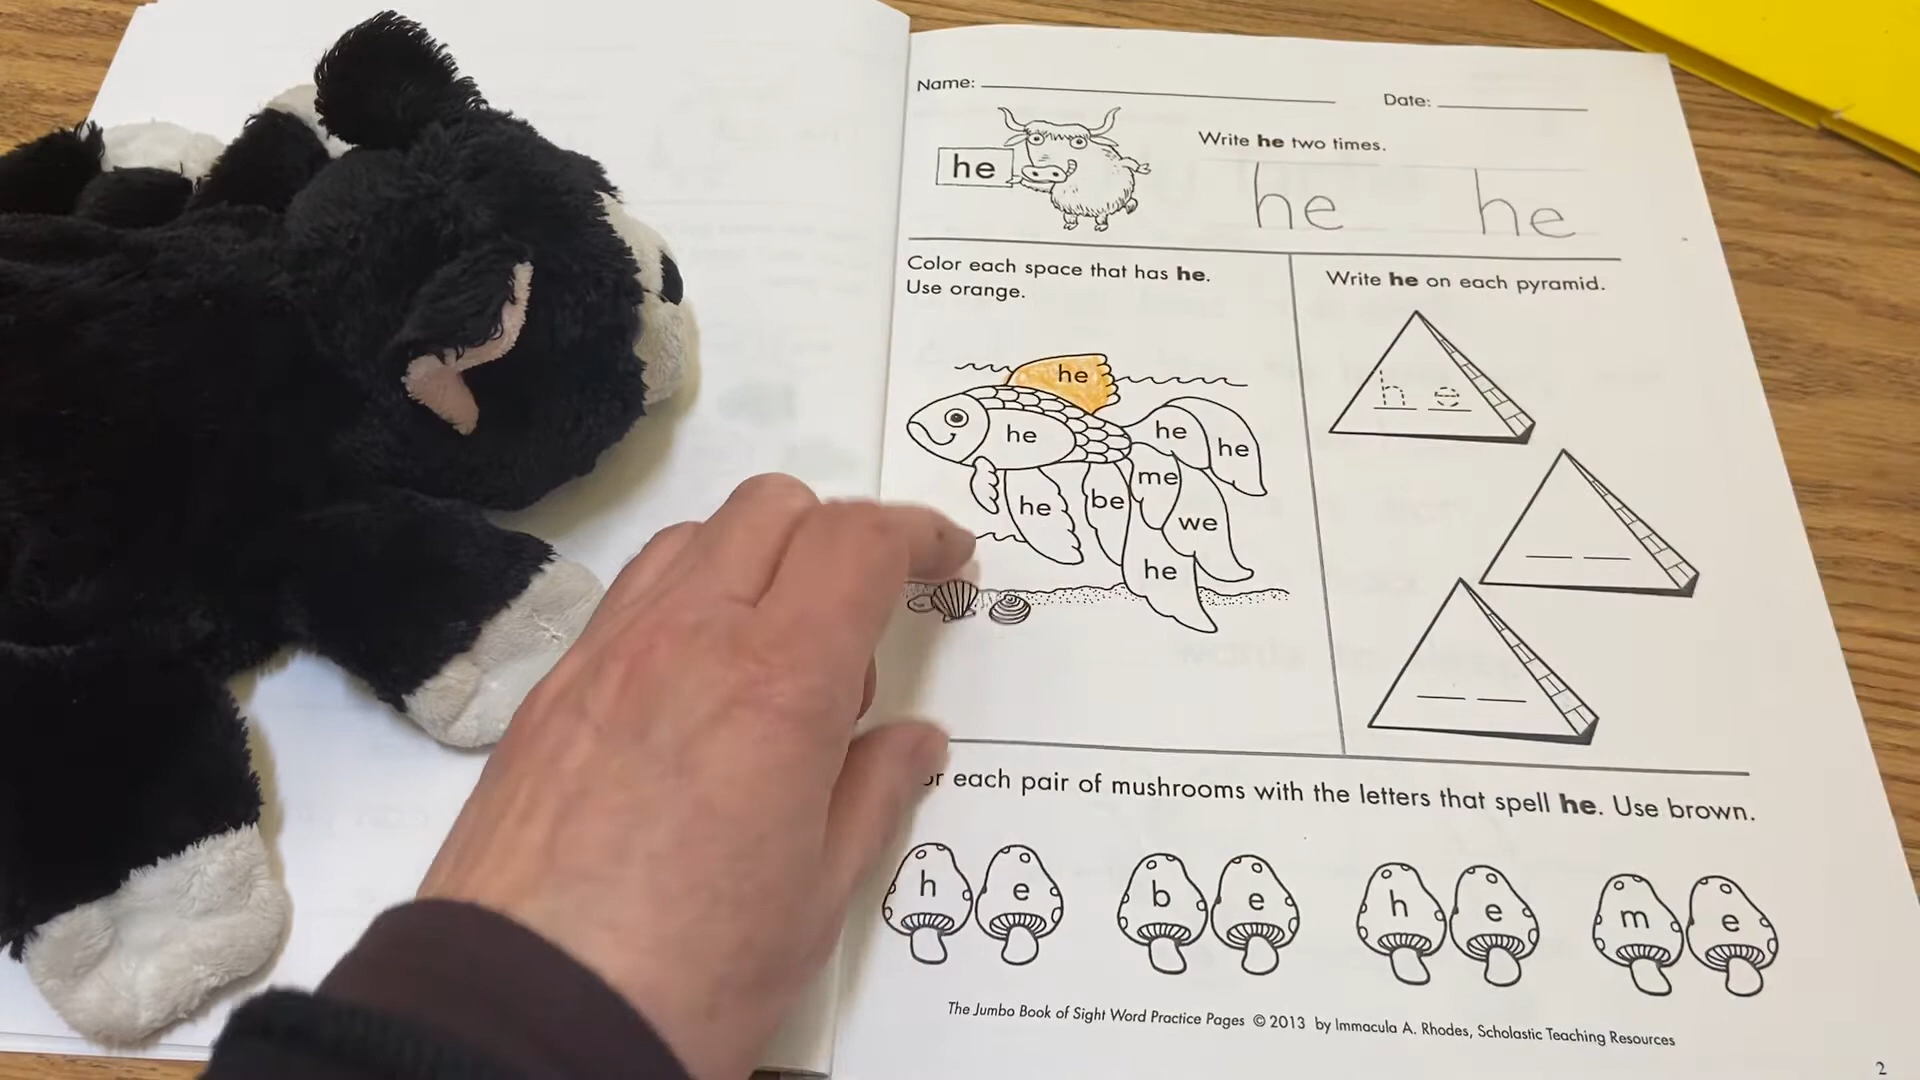 Name:
Date:
he
Write he two times.
he he
Color each space that has he.
Use orange.
he
he
he
he
he
be
me
we
he
Write he on each pyramid.
h e
each pair of mushrooms with the letters that spell he. Use brown.
h e b e h e m e
The Jumbo Book of Sight Word Practice Pages © 2013 by Immacula A. Rhodes, Scholastic Teaching Resources
2